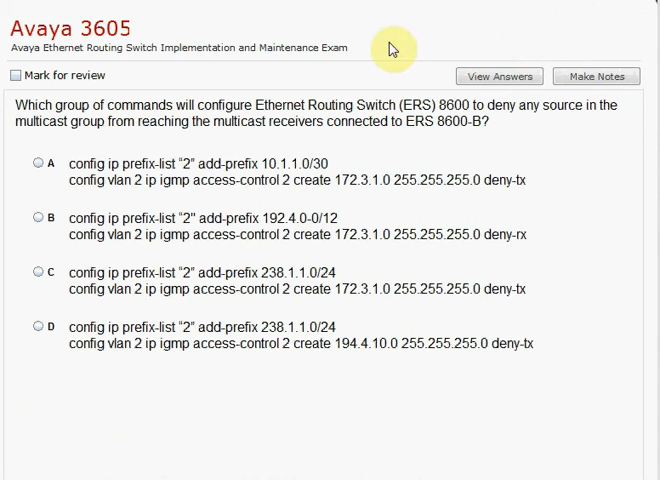 Avaya 3605
Avaya Ethernet Routing Switch Implementation and Maintenance Exam
Mark for review
View Answers
Make Notes
Which group of commands will configure Ethernet Routing Switch (ERS) 8600 to deny any source in the
multicast group from reaching the multicast receivers connected to ERS 8600-B?
A config ip prefix-list “2” add-prefix 10.1.1.0/30
config vlan 2 ip igmp access-control 2 create 172.3.1.0 255.255.255.0 deny-tx
B config ip prefix-list “2" add-prefix 192.4.0-0/12
config vlan 2 ip igmp access-control 2 create 172.3.1.0 255.255.255.0 deny-rx
C config ip prefix-list “2” add-prefix 238.1.1.0/24
config vlan 2 ip igmp access-control 2 create 172.3.1.0 255.255.255.0 deny-tx
D config ip prefix-list “2” add-prefix 238.1.1.0/24
config vlan 2 ip igmp access-control 2 create 194.4.10.0 255.255.255.0 deny-tx